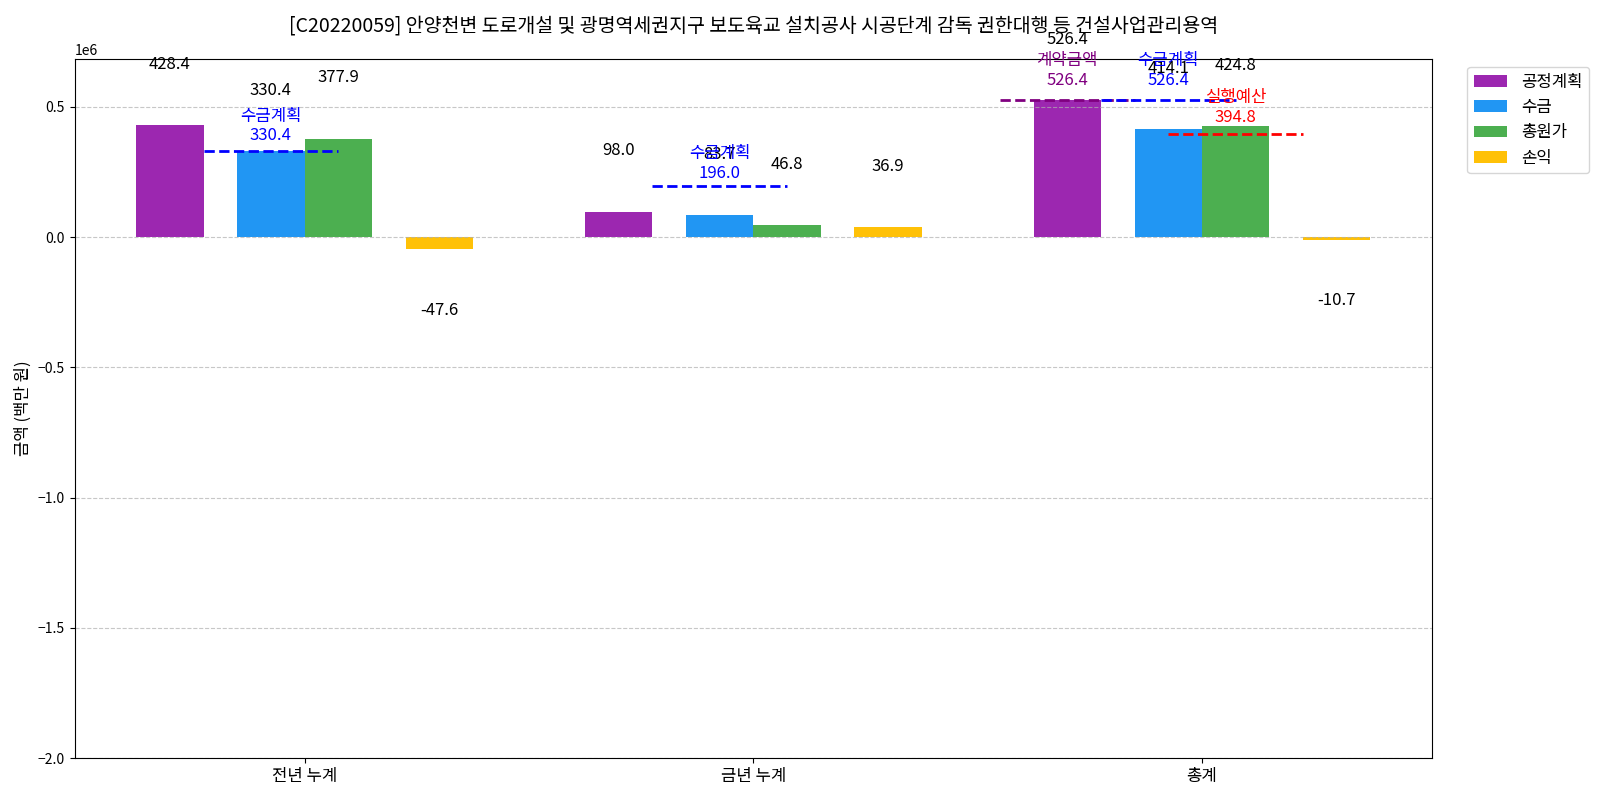 [C20220059] 안양천변 도로개설 및 광명역세권지구 보도육교 설치공사 시공단계 감독 권한대행 등 건설사업관리용역
1e6
428.4
330.4
수금계획
330.4
377.9
-47.6
98.0
83.7
수금계획
196.0
46.8
36.9
526.4
계약금액
526.4
수금계획
414.1
526.4
424.8
실행예산
394.8
-10.7
공정계획
수금
총원가
손익
0.5
0.0
−0.5
−1.0
−1.5
−2.0
금액 (백만 원)
전년 누계
금년 누계
총계